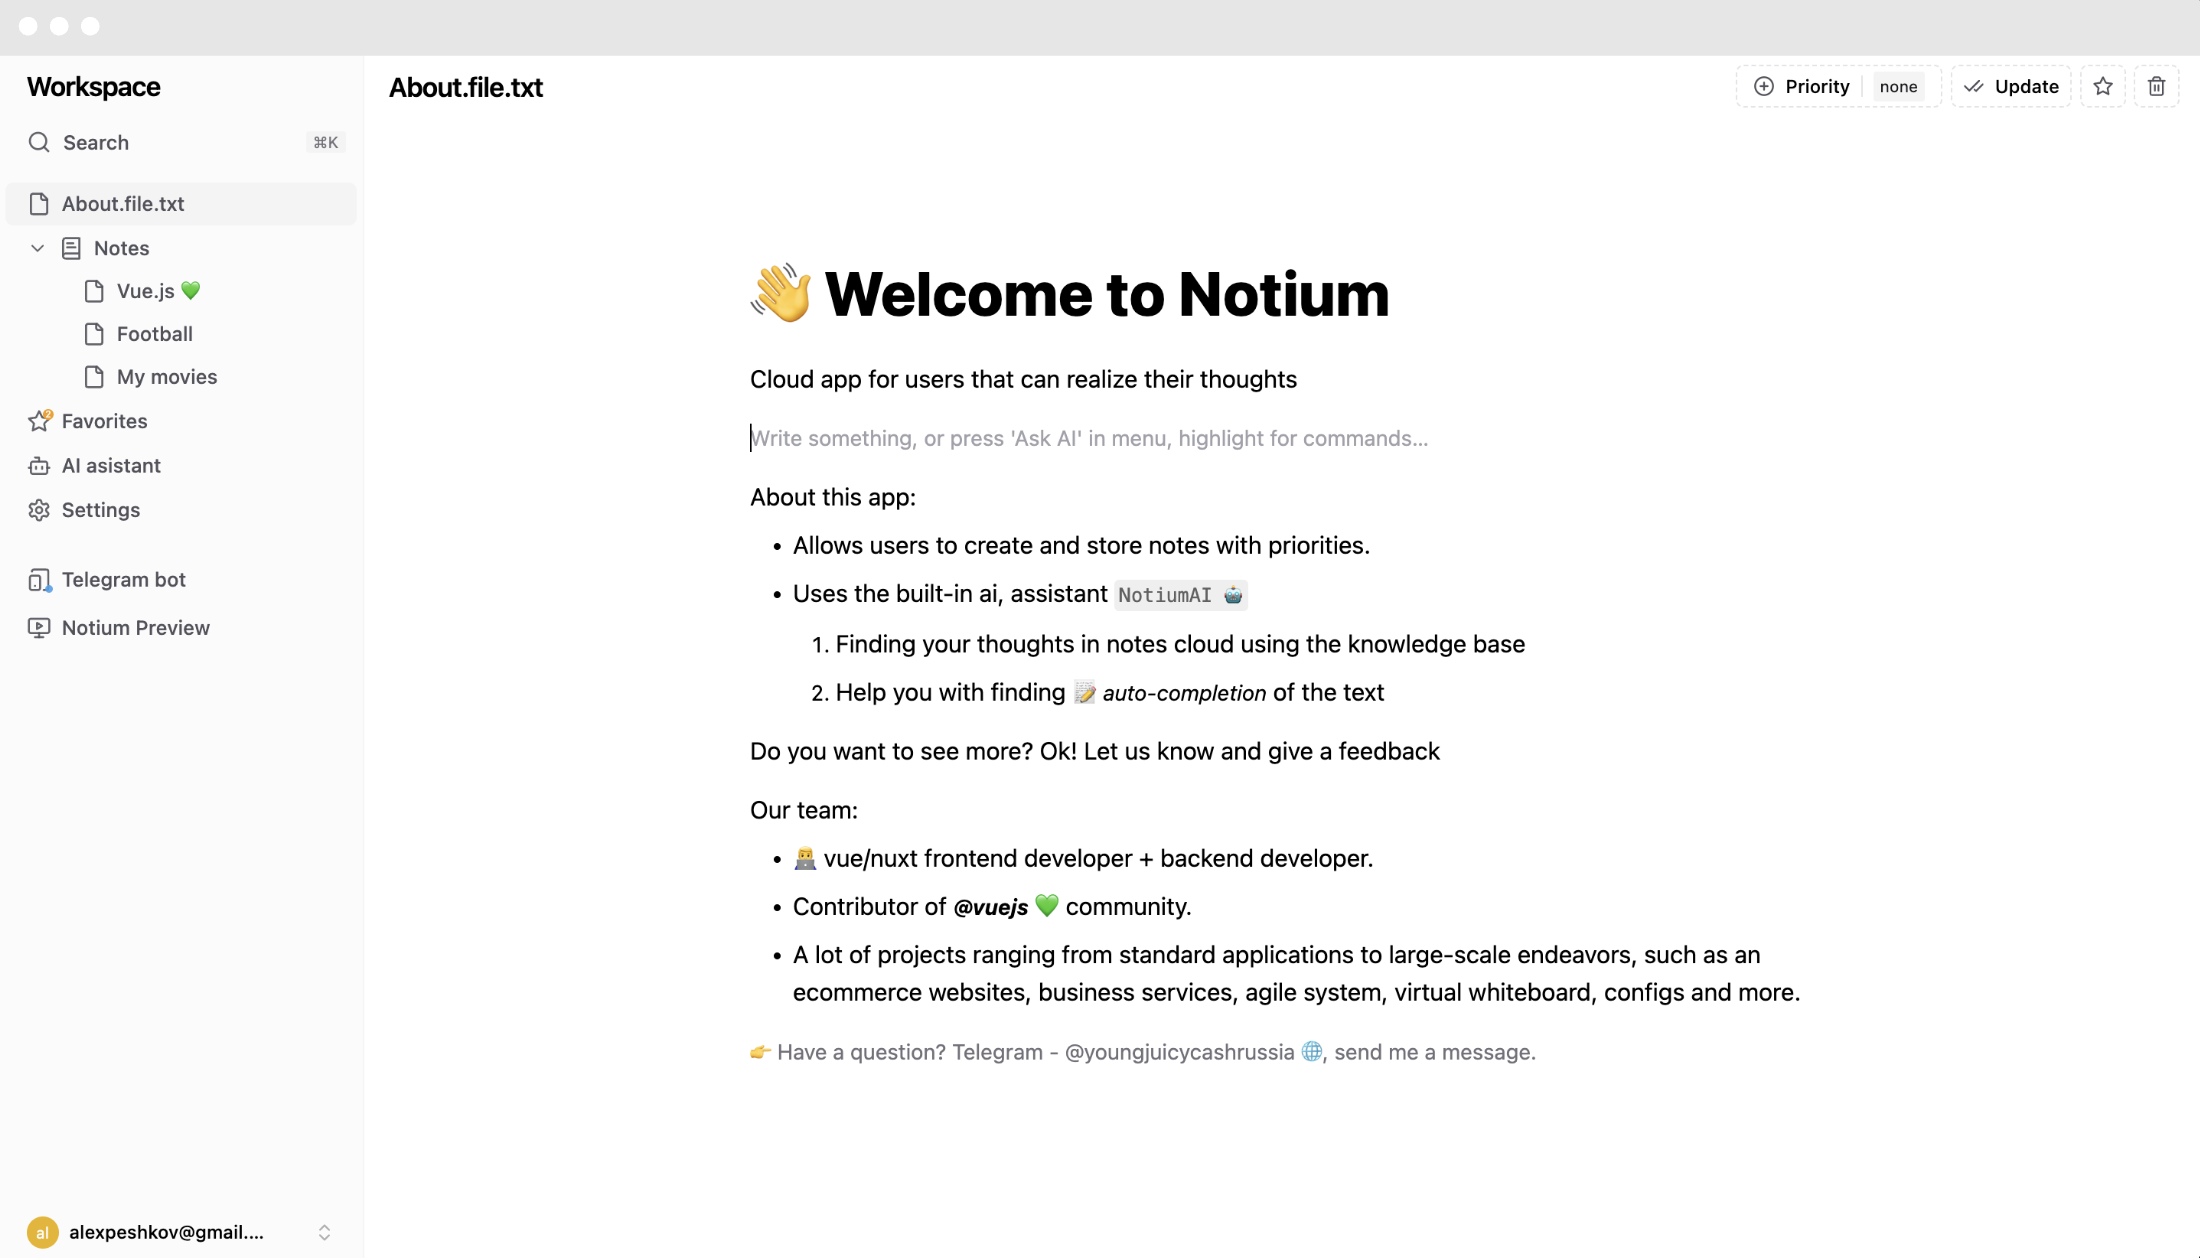 Workspace
Search ⌘K
About.file.txt
Notes
Vue.js 💚
Football
My movies
2
Favorites
AI asistant
Settings
Telegram bot
Notium Preview
al alexpeshkov@gmail....
About.file.txt
Priority none
Update
👋 Welcome to Notium
Cloud app for users that can realize their thoughts
Write something, or press 'Ask AI' in menu, highlight for commands...
About this app:
• Allows users to create and store notes with priorities.
• Uses the built-in ai, assistant NotiumAI 🤖
1. Finding your thoughts in notes cloud using the knowledge base
2. Help you with finding 📝 auto-completion of the text
Do you want to see more? Ok! Let us know and give a feedback
Our team:
• 👨‍💻 vue/nuxt frontend developer + backend developer.
• Contributor of @vuejs 💚 community.
• A lot of projects ranging from standard applications to large-scale endeavors, such as an
ecommerce websites, business services, agile system, virtual whiteboard, configs and more.
👉 Have a question? Telegram - @youngjuicycashrussia 🌐, send me a message.